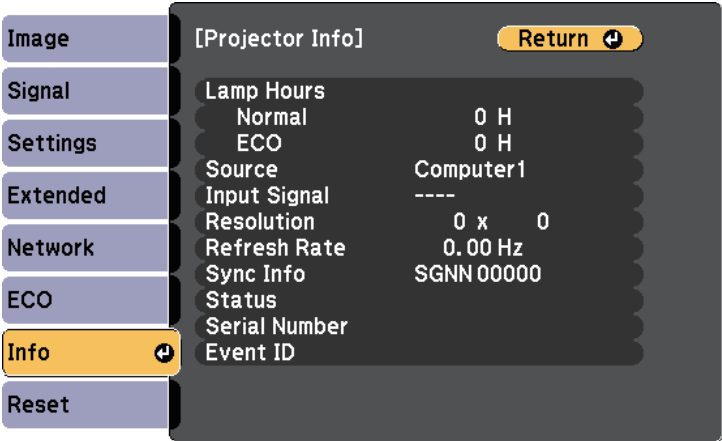 Image
Signal
Settings
Extended
Network
ECO
Info
Reset
[Projector Info]
Return
Lamp Hours
Normal 0 H
ECO 0 H
Source Computer1
Input Signal ----
Resolution 0 x 0
Refresh Rate 0.00 Hz
Sync Info SGNN 00000
Status
Serial Number
Event ID